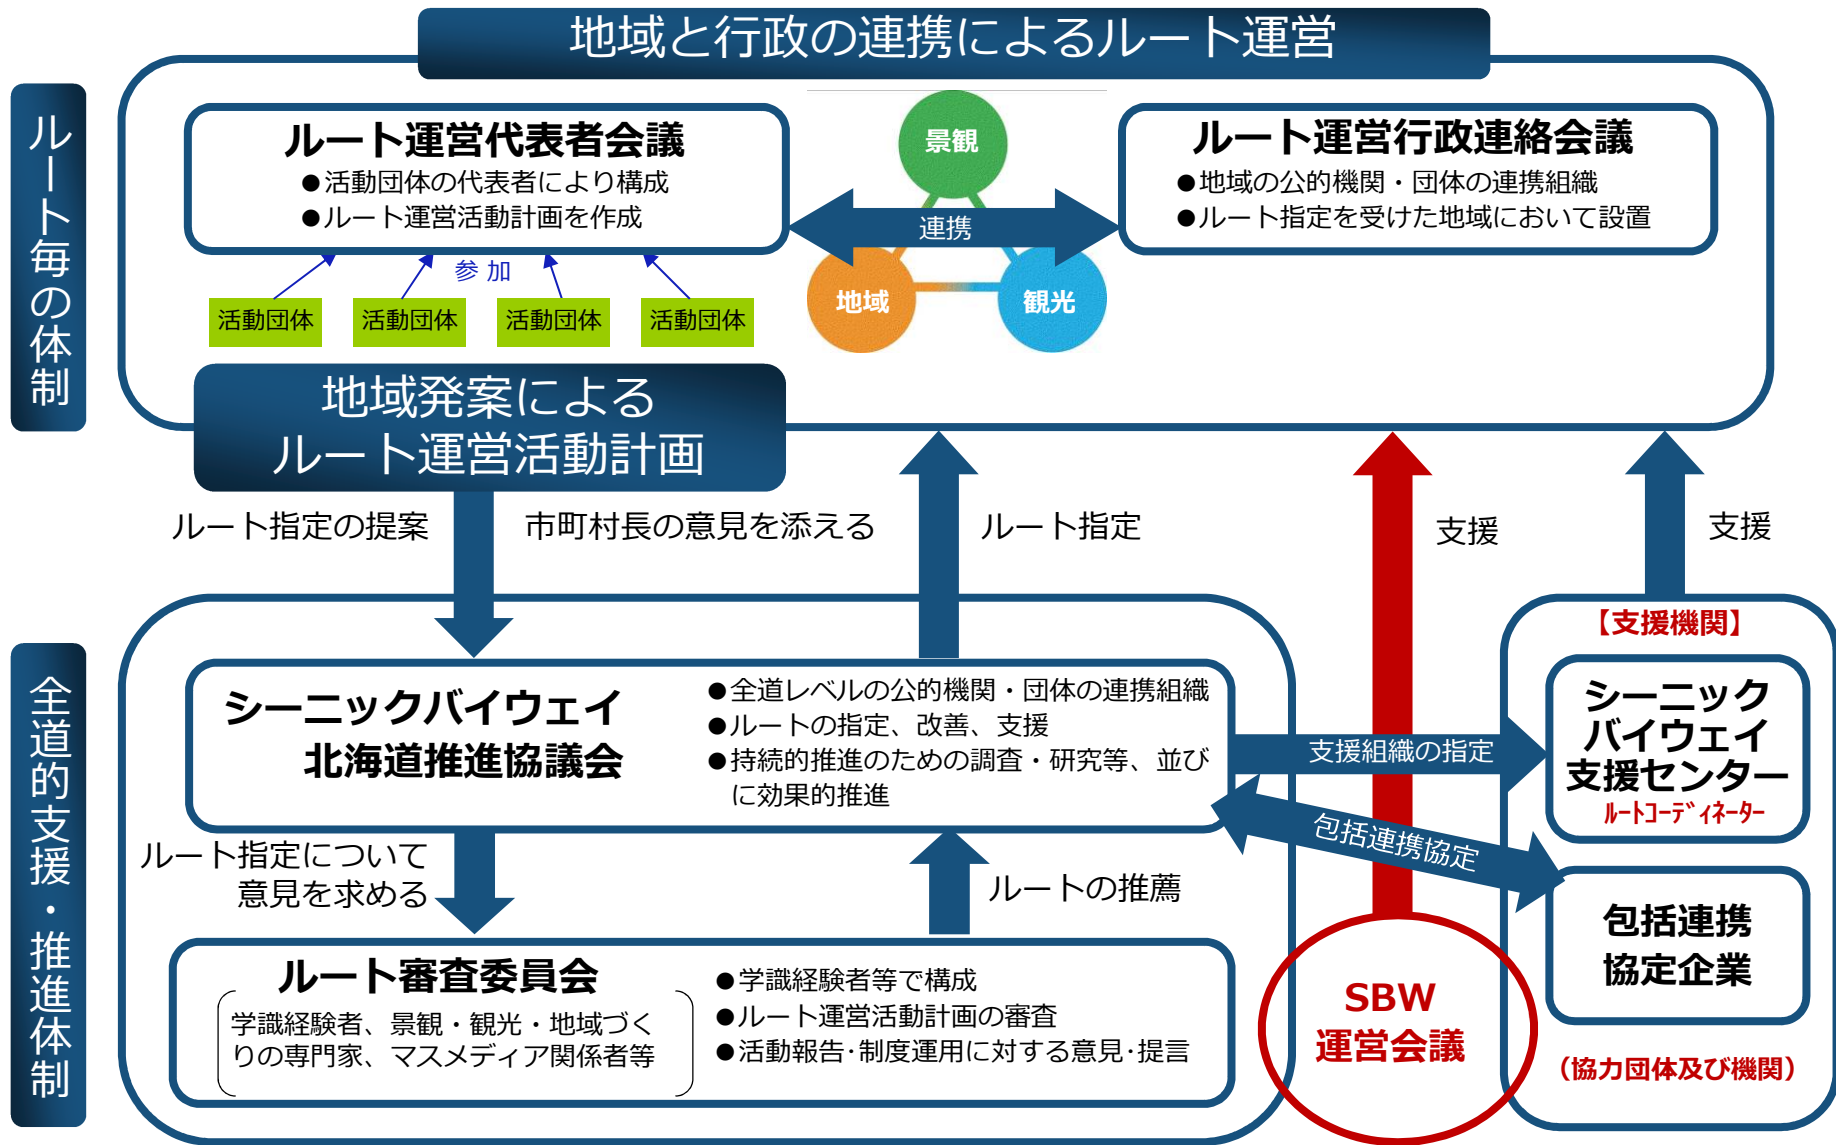 地域と行政の連携によるルート運営
ルート毎の体制
ルート運営代表者会議
●活動団体の代表者により構成
●ルート運営活動計画を作成
景観
連携
地域
観光
ルート運営行政連絡会議
●地域の公的機関・団体の連携組織
●ルート指定を受けた地域において設置
参加
活動団体
活動団体
活動団体
活動団体
地域発案による
ルート運営活動計画
ルート指定の提案
市町村長の意見を添える
ルート指定
支援
支援
全道的支援・推進体制
シーニックバイウェイ
北海道推進協議会
●全道レベルの公的機関・団体の連携組織
●ルートの指定、改善、支援
●持続的推進のための調査・研究等、並び
に効果的推進
支援組織の指定
包括連携協定
【支援機関】
シーニック
バイウェイ
支援センター
ﾙｰﾄｺｰﾃﾞｨﾈｰﾀｰ
ルート指定について
意見を求める
ルートの推薦
包括連携
協定企業
(協力団体及び機関)
ルート審査委員会
学識経験者、景観・観光・地域づく
りの専門家、マスメディア関係者等
●学識経験者等で構成
●ルート運営活動計画の審査
●活動報告･制度運用に対する意見･提言
SBW
運営会議